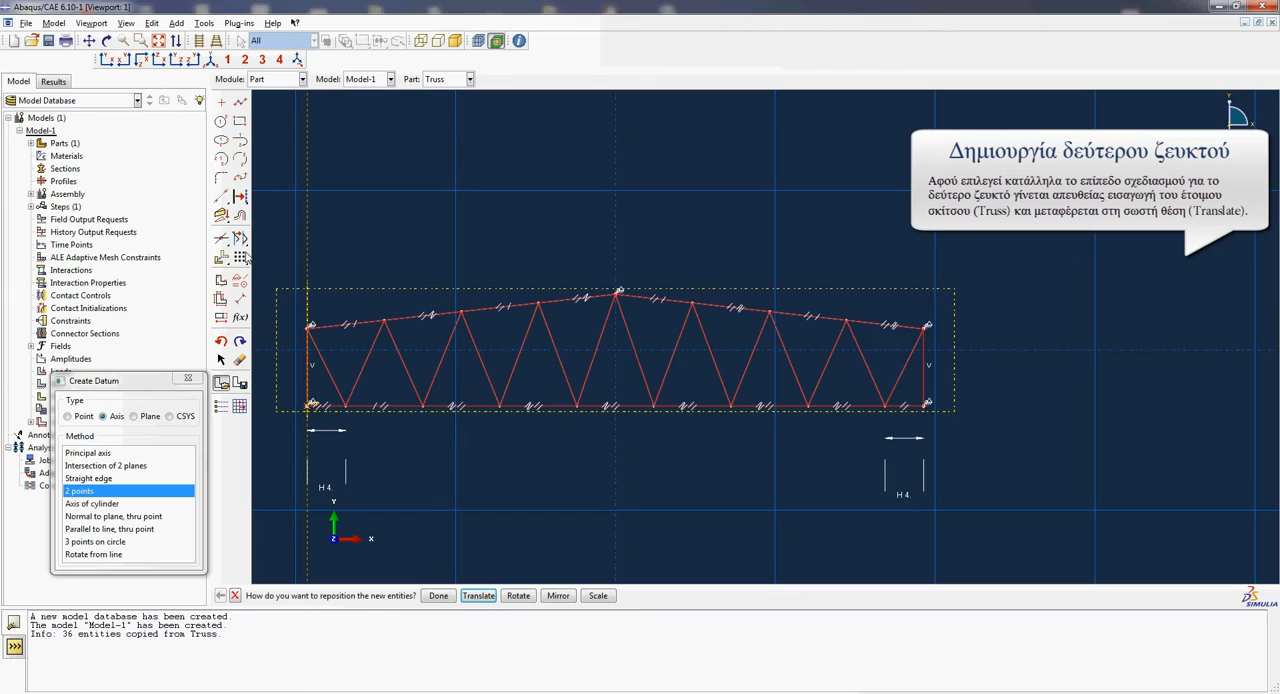 Abaqus/CAE 6.10-1 [Viewport: 1]
File Model Viewport View Edit Add Tools Plug-ins Help
All
1 2 3 4
Model Results
Module: Part Model: Model-1 Part: Truss
Model Database
Models (1)
Model-1
Parts (1)
Materials
Sections
Profiles
Assembly
Steps (1)
Field Output Requests
History Output Requests
Time Points
ALE Adaptive Mesh Constraints
Interactions
Interaction Properties
Contact Controls
Contact Initializations
Constraints
Connector Sections
Fields
Amplitudes
Create Datum
Type
Point Axis Plane CSYS
Method
Principal axis
Intersection of 2 planes
Straight edge
2 points
Axis of cylinder
Normal to plane, thru point
Parallel to line, thru point
3 points on circle
Rotate from line
f(x)
Δημιουργία δεύτερου ζευκτού
Αφού επιλεγεί κατάλληλα το επίπεδο σχεδιασμού για το
δεύτερο ζευκτό γίνεται απευθείας εισαγωγή του έτοιμου
σκίτσου (Truss) και μεταφέρεται στη σωστή θέση (Translate).
V
V
H 4.
H 4.
Y
Z
X
How do you want to reposition the new entities? Done Translate Rotate Mirror Scale
SIMULIA
A new model database has been created.
The model "Model-1" has been created.
Info: 36 entities copied from Truss.
>>>